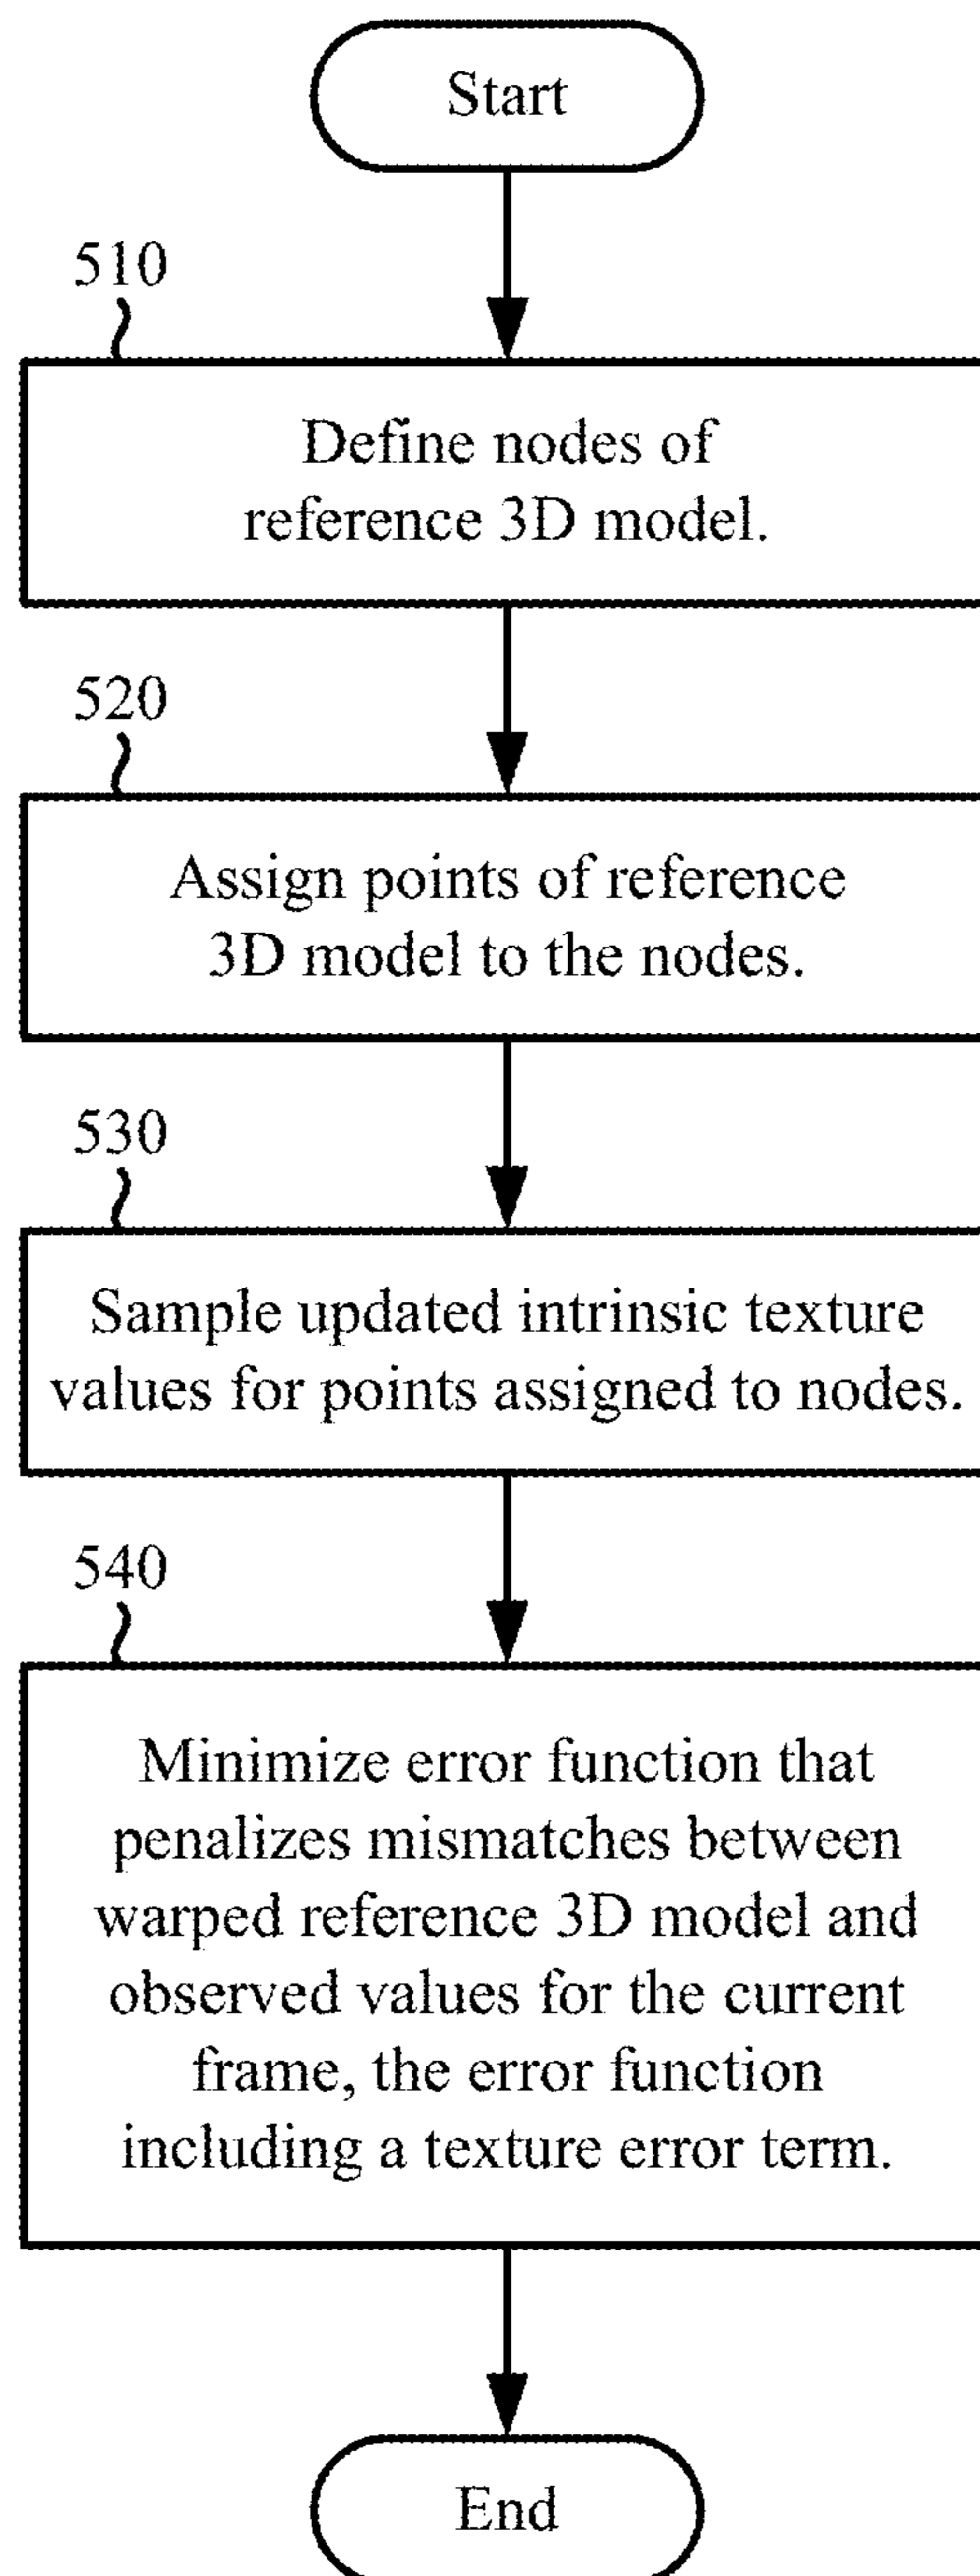 Start
510
Define nodes of
reference 3D model.
520
Assign points of reference
3D model to the nodes.
530
Sample updated intrinsic texture
values for points assigned to nodes.
540
Minimize error function that
penalizes mismatches between
warped reference 3D model and
observed values for the current
frame, the error function
including a texture error term.
End